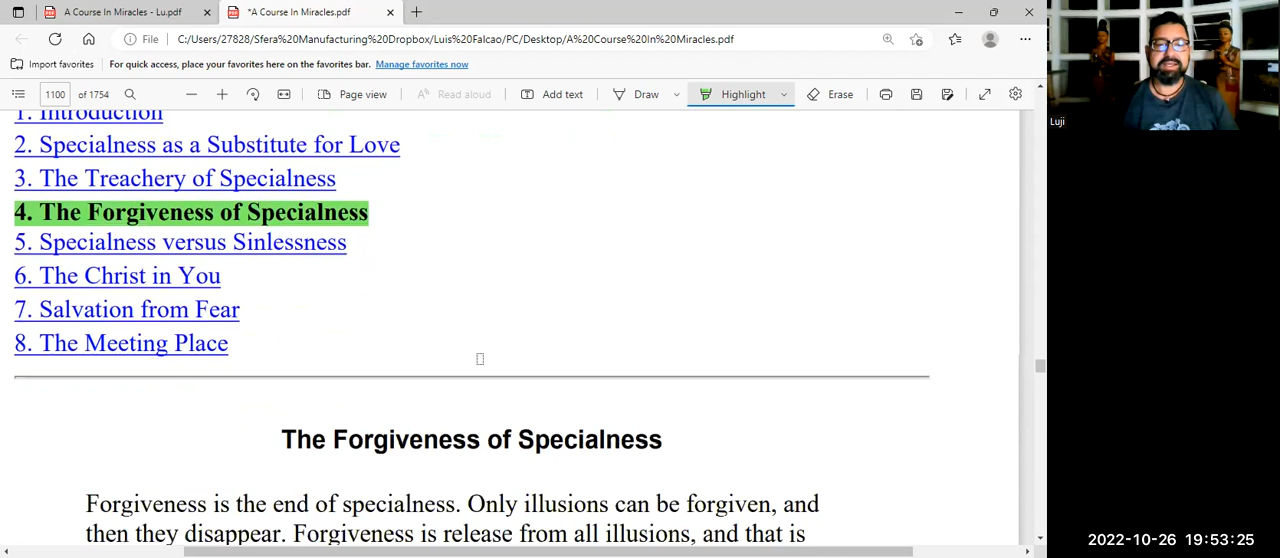 A Course In Miracles - Lu.pdf
*A Course In Miracles.pdf
File
C:/Users/27828/Sfera%20Manufacturing%20Dropbox/Luis%20Falcao/PC/Desktop/A%20Course%20In%20Miracles.pdf
Import favorites
For quick access, place your favorites here on the favorites bar. Manage favorites now
1100 of 1754
Page view
Read aloud
Add text
Draw
Highlight
Erase
Luji
1. Introduction
2. Specialness as a Substitute for Love
3. The Treachery of Specialness
4. The Forgiveness of Specialness
5. Specialness versus Sinlessness
6. The Christ in You
7. Salvation from Fear
8. The Meeting Place
The Forgiveness of Specialness
Forgiveness is the end of specialness. Only illusions can be forgiven, and
then they disappear. Forgiveness is release from all illusions, and that is
2022-10-26 19:53:25